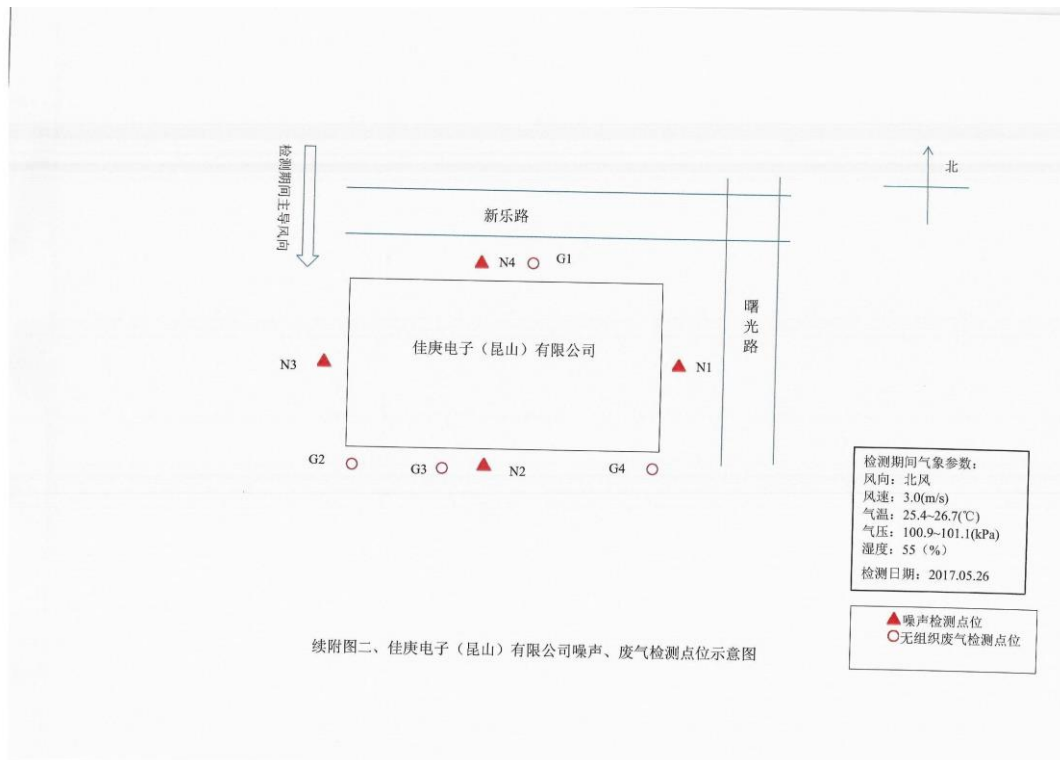 检测期间主导风向
北
新乐路
N4 G1
曙光路
佳庚电子（昆山）有限公司
N3
N1
G2
G3
N2
G4
检测期间气象参数：
风向：北风
风速：3.0(m/s)
气温：25.4~26.7(℃)
气压：100.9~101.1(kPa)
湿度：55（%）
检测日期：2017.05.26
噪声检测点位
无组织废气检测点位
续附图二、佳庚电子（昆山）有限公司噪声、废气检测点位示意图